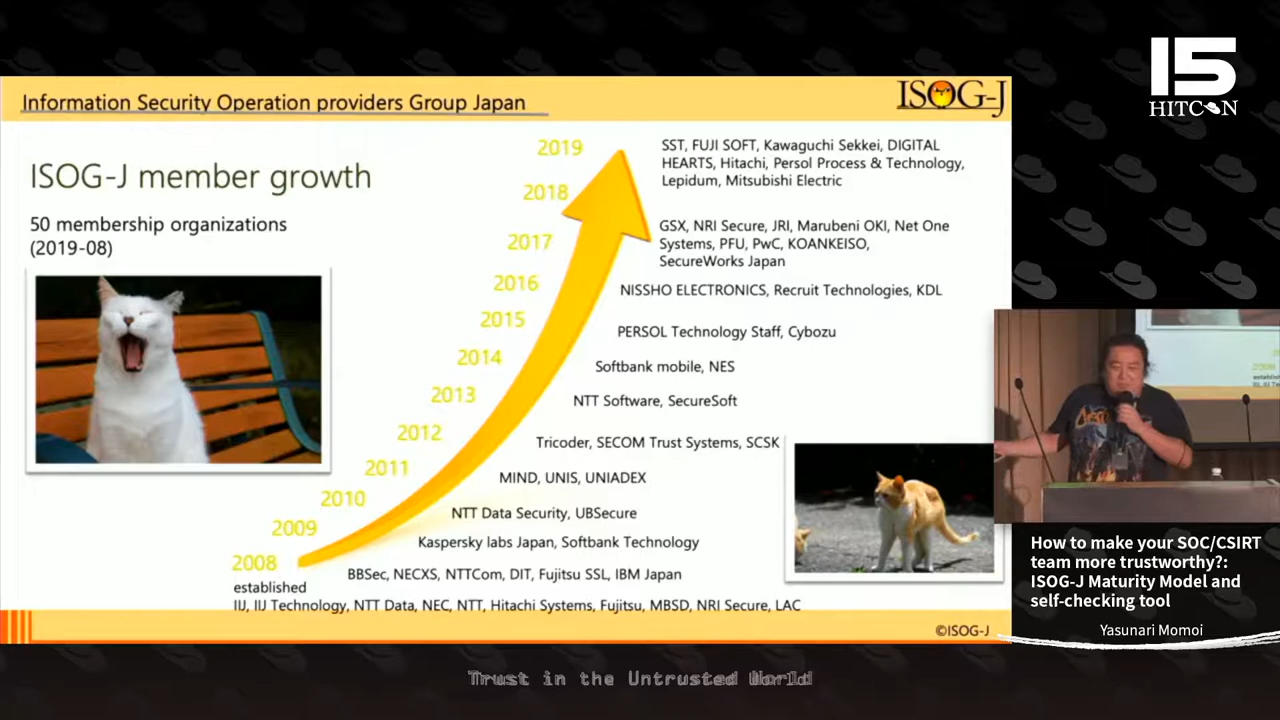 15
HITCON
Information Security Operation providers Group Japan
ISOG-J
ISOG-J member growth
50 membership organizations
(2019-08)
2019
SST, FUJI SOFT, Kawaguchi Sekkei, DIGITAL
HEARTS, Hitachi, Persol Process & Technology,
Lepidum, Mitsubishi Electric
2018
GSX, NRI Secure, JRI, Marubeni OKI, Net One
Systems, PFU, PwC, KOANKEISO,
SecureWorks Japan
2017
NISSHO ELECTRONICS, Recruit Technologies, KDL
2016
PERSOL Technology Staff, Cybozu
2015
Softbank mobile, NES
2014
NTT Software, SecureSoft
2013
Tricoder, SECOM Trust Systems, SCSK
2012
MIND, UNIS, UNIADEX
2011
NTT Data Security, UBSecure
2010
Kaspersky labs Japan, Softbank Technology
2009
BBSec, NECXS, NTTCom, DIT, Fujitsu SSL, IBM Japan
2008
established
IIJ, IIJ Technology, NTT Data, NEC, NTT, Hitachi Systems, Fujitsu, MBSD, NRI Secure, LAC
©ISOG-J
How to make your SOC/CSIRT
team more trustworthy?:
ISOG-J Maturity Model and
self-checking tool
Yasunari Momoi
Trust in the Untrusted World